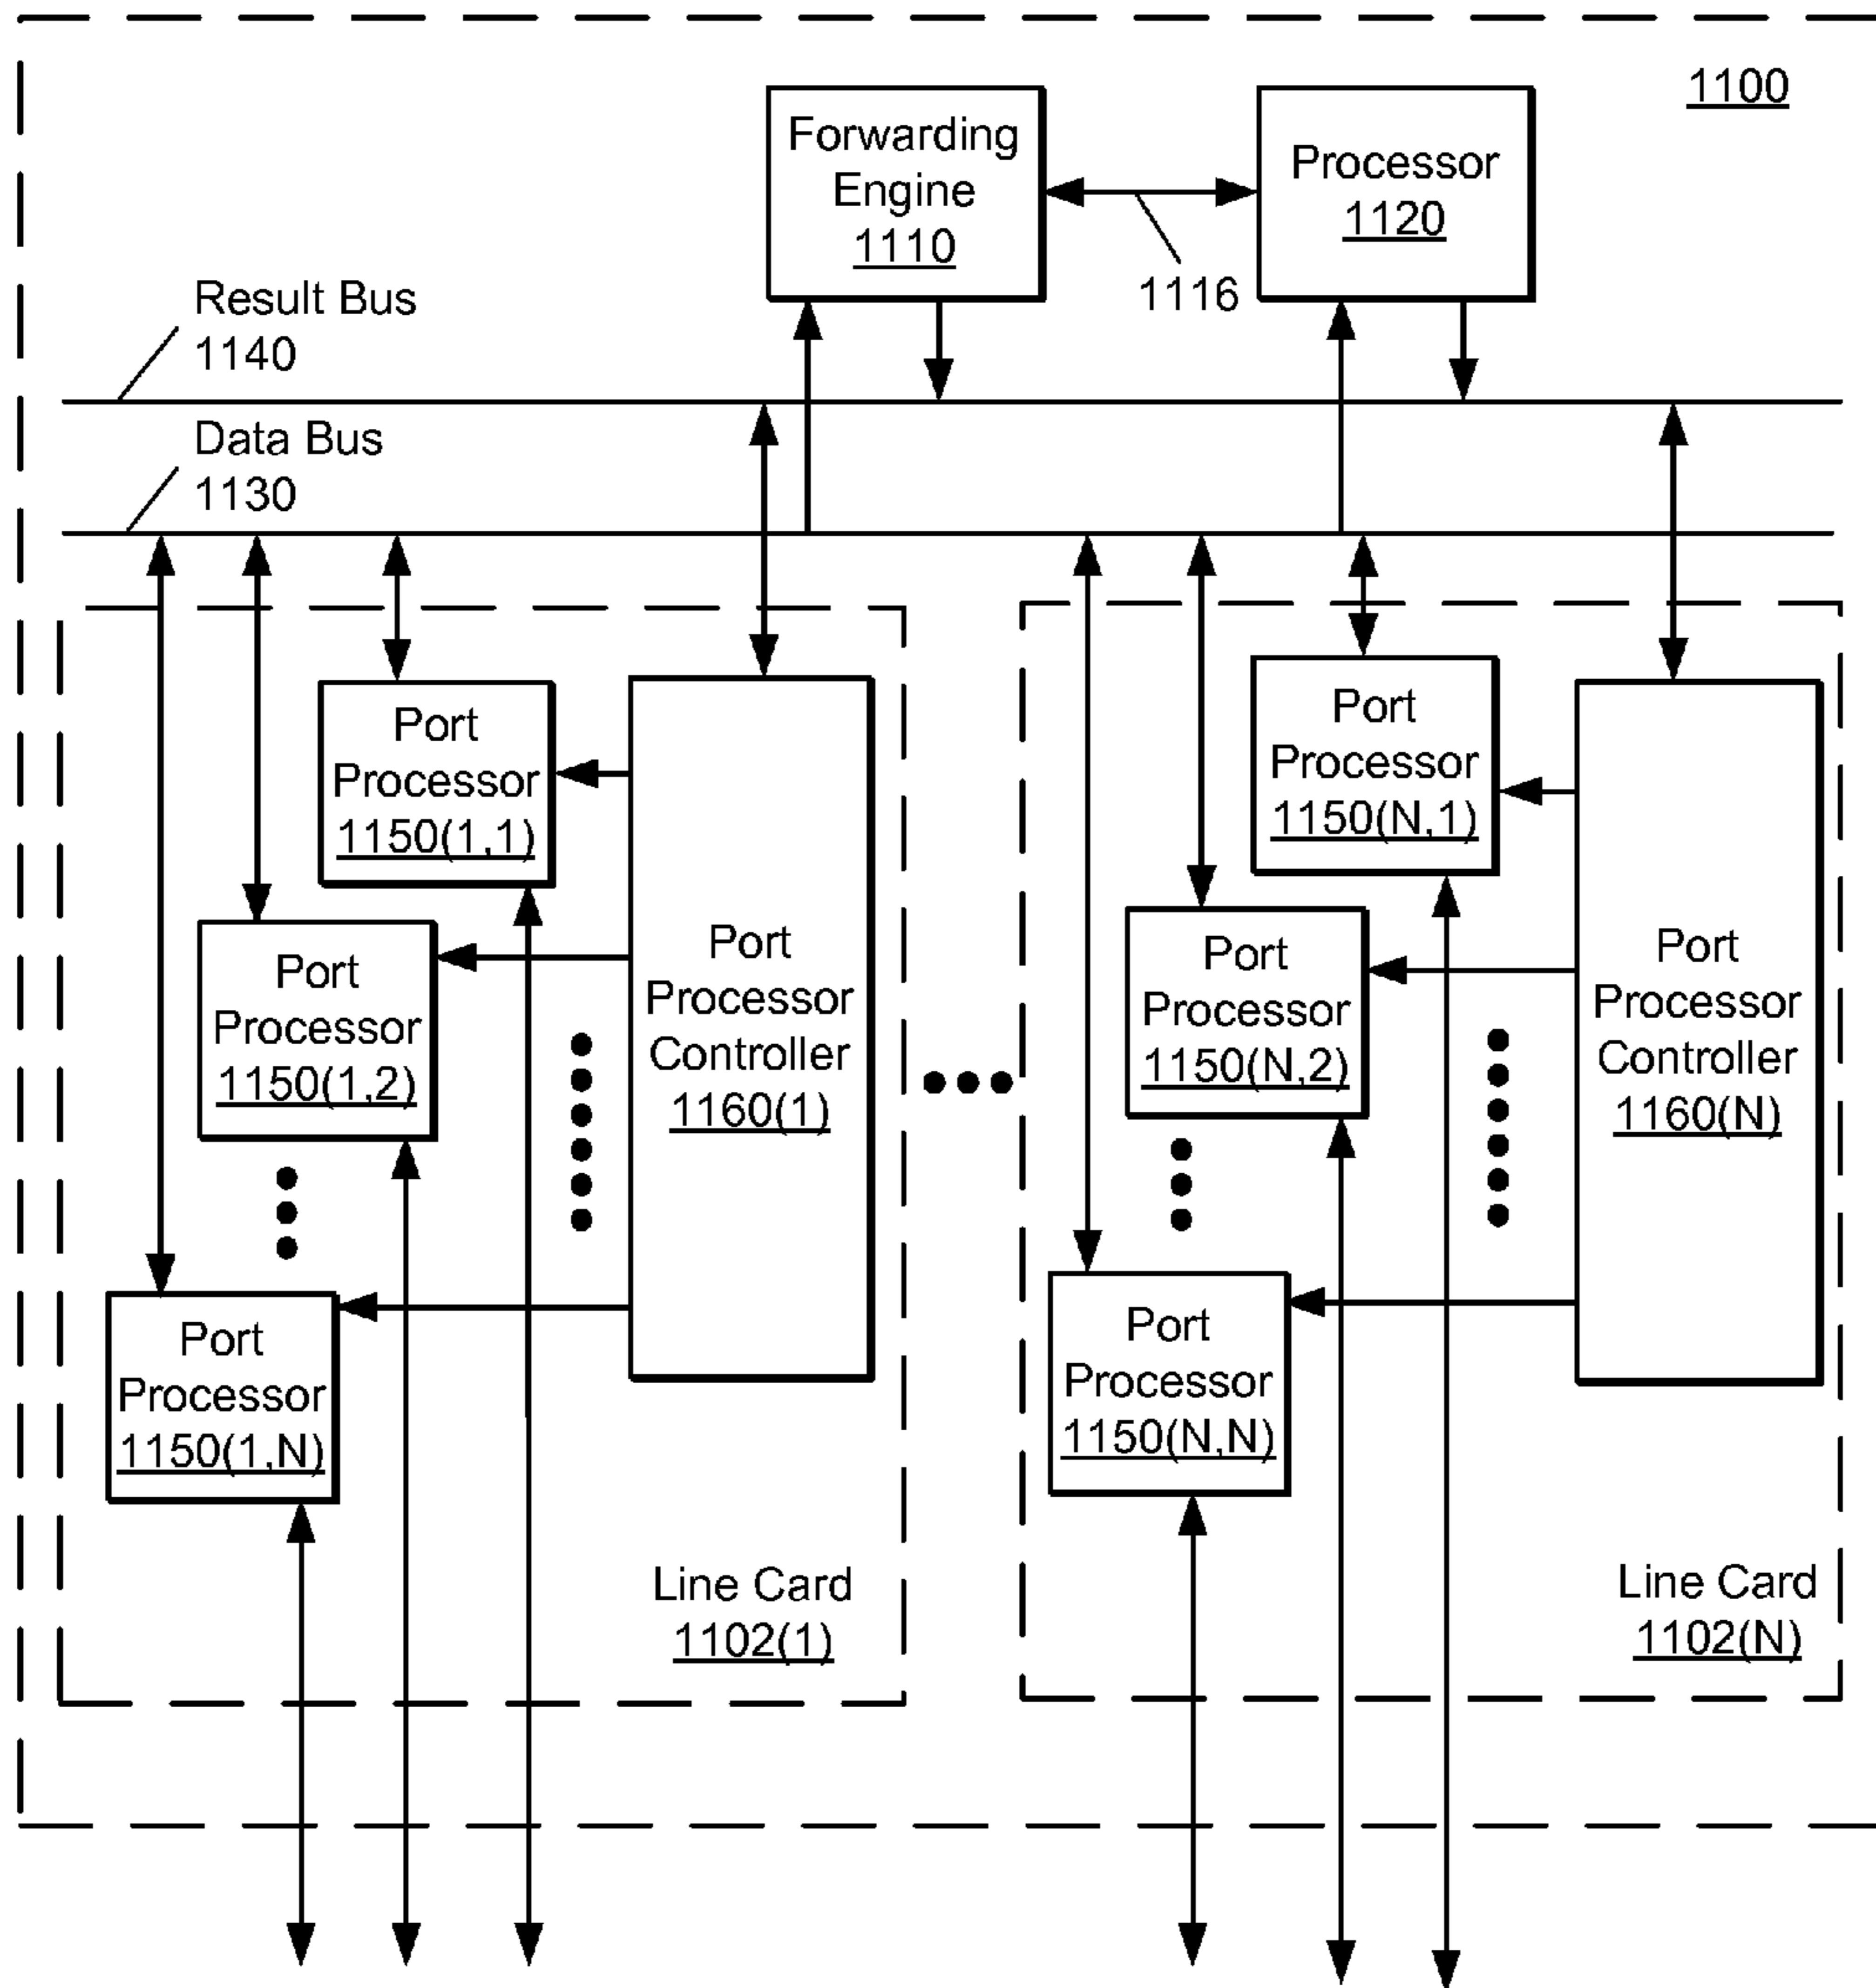 1100
Forwarding
Engine
1110
Processor
1120
1116
Result Bus
1140
Data Bus
1130
Port
Processor
1150(1,1)
Port
Processor
1150(1,2)
Port
Processor
1150(1,N)
Port
Processor
Controller
1160(1)
Line Card
1102(1)
Port
Processor
1150(N,1)
Port
Processor
1150(N,2)
Port
Processor
1150(N,N)
Port
Processor
Controller
1160(N)
Line Card
1102(N)